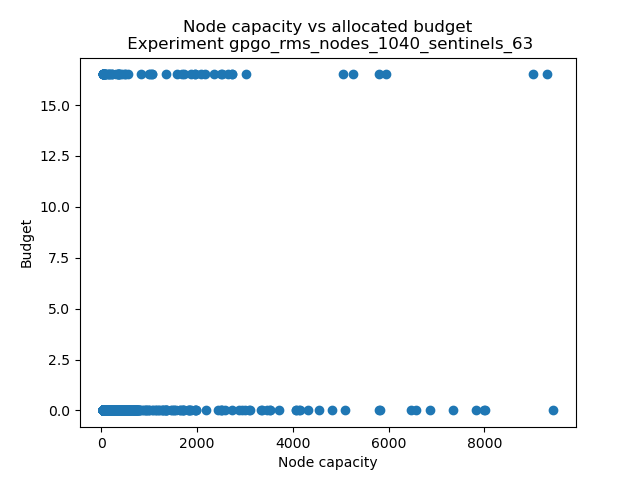 Node capacity vs allocated budget
Experiment gpgo_rms_nodes_1040_sentinels_63
15.0
12.5
10.0
7.5
5.0
2.5
0.0
Budget
0 2000 4000 6000 8000
Node capacity